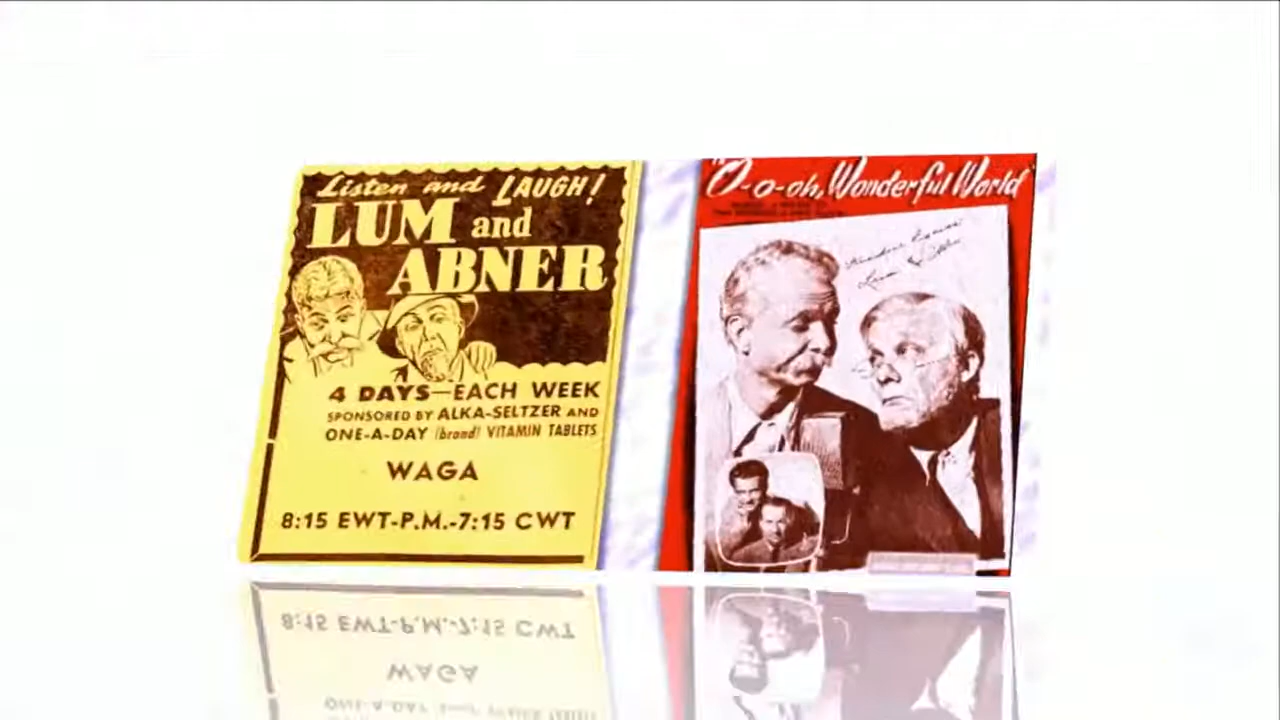 Listen and LAUGH!
LUM and
ABNER
4 DAYS—EACH WEEK
SPONSORED BY ALKA-SELTZER AND
ONE-A-DAY (brand) VITAMIN TABLETS
WAGA
8:15 EWT-P.M.-7:15 CWT
"O-o-oh, Wonderful World